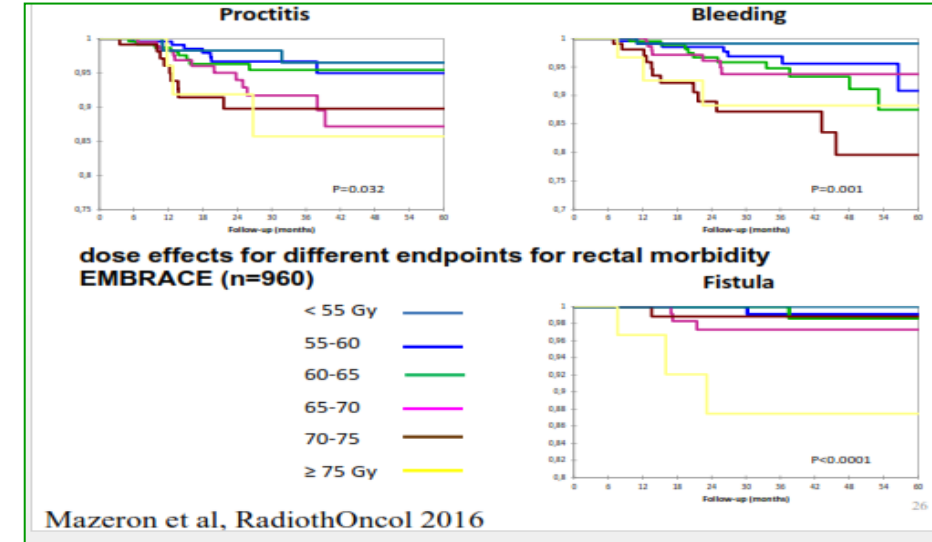 Proctitis
1
0,95
0,9
0,85
0,8
0,75
0 6 12 18 24 30 36 42 48 54 60
P=0.032
Follow-up (months)
Bleeding
1
0,95
0,9
0,85
0,8
0,75
0,7
0 6 12 18 24 30 36 42 48 54 60
P=0.001
Follow-up (months)
dose effects for different endpoints for rectal morbidity
EMBRACE (n=960)
< 55 Gy
55-60
60-65
65-70
70-75
≥ 75 Gy
Fistula
1
0,98
0,96
0,94
0,92
0,9
0,88
0,86
0,84
0,82
0,8
0 6 12 18 24 30 36 42 48 54 60
P<0.0001
Follow-up (months)
Mazeron et al, RadiothOncol 2016
26